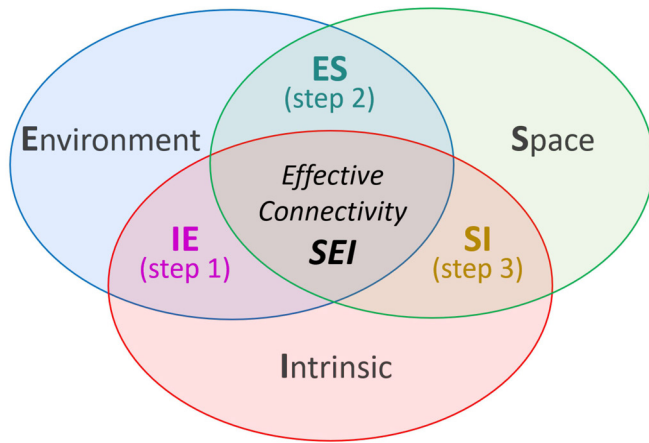 ES
(step 2)
Environment
Space
Effective
Connectivity
SEI
IE
(step 1)
SI
(step 3)
Intrinsic